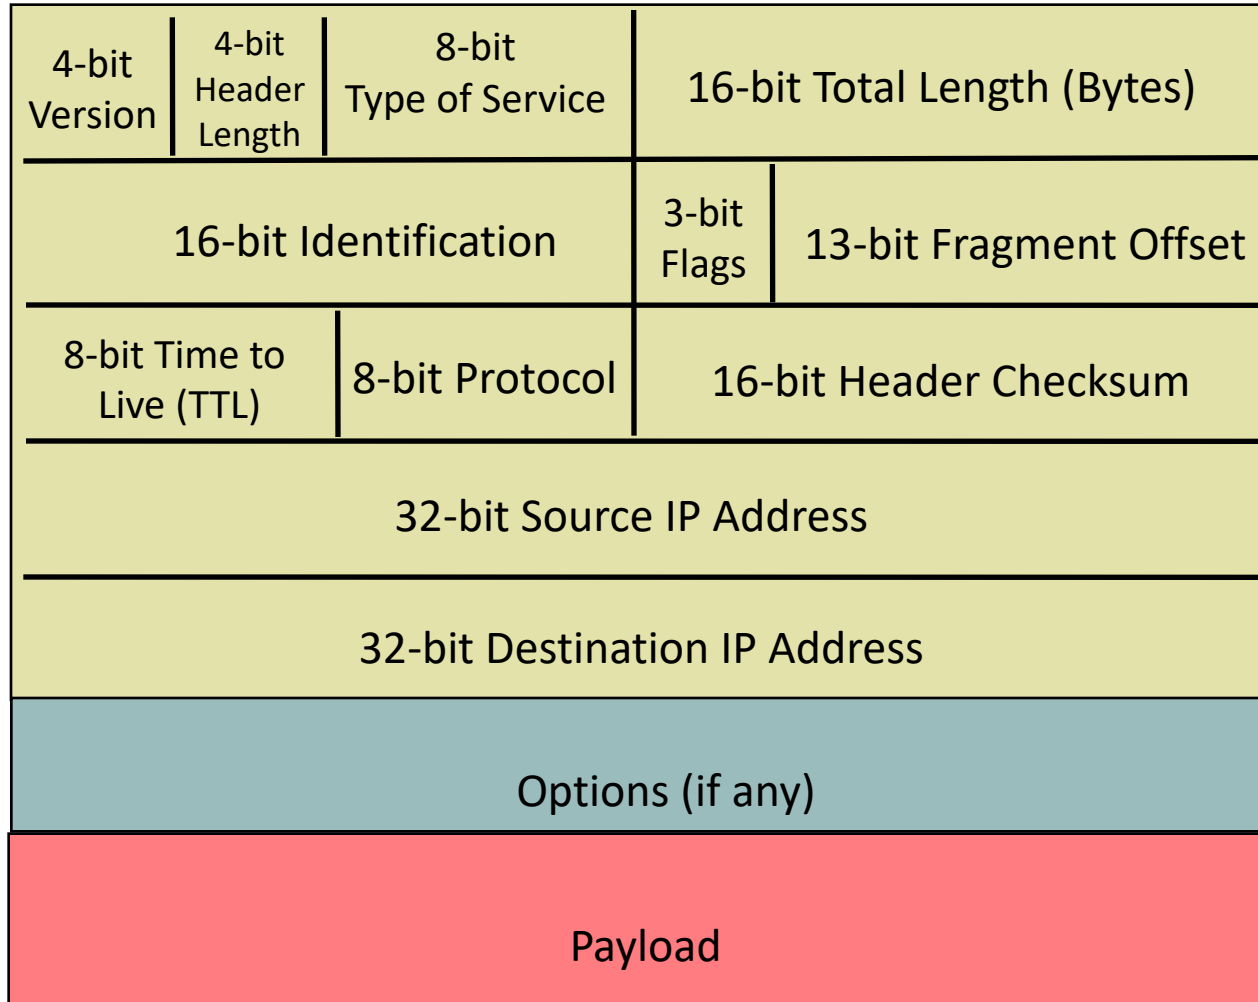 4-bit
Version
4-bit
Header
Length
8-bit
Type of Service
16-bit Total Length (Bytes)
16-bit Identification
3-bit
Flags
13-bit Fragment Offset
8-bit Time to
Live (TTL)
8-bit Protocol
16-bit Header Checksum
32-bit Source IP Address
32-bit Destination IP Address
Options (if any)
Payload